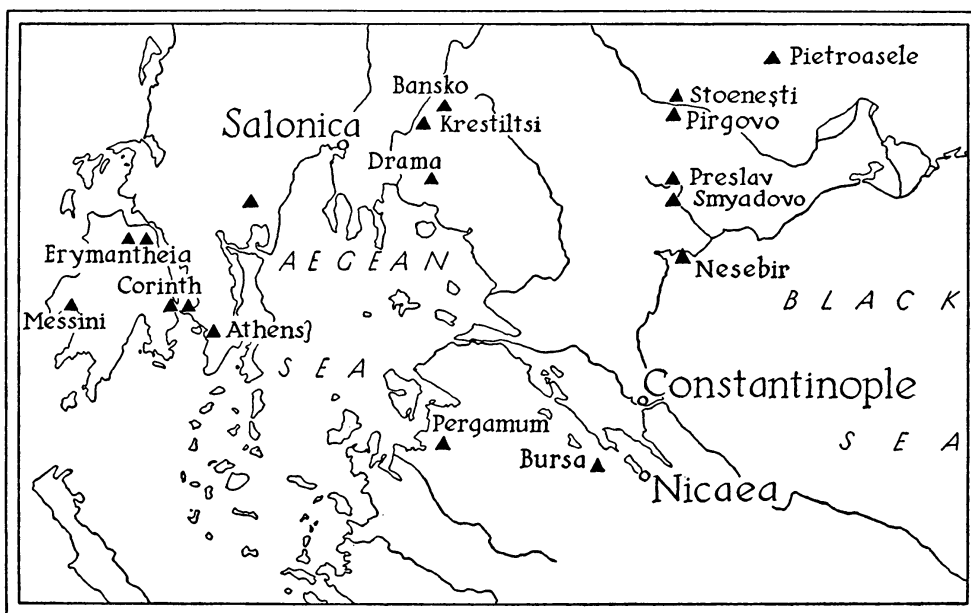 Pietroasele
Bansko
Stoeneşti
Salonica
Krestiltsi
Pirgovo
Drama
Preslav
Smyadovo
Erymantheia
AEGEAN
Nesebir
Corinth
BLACK
Messini
Athens
SEA
Constantinople
Pergamum
SEA
Bursa
Nicaea